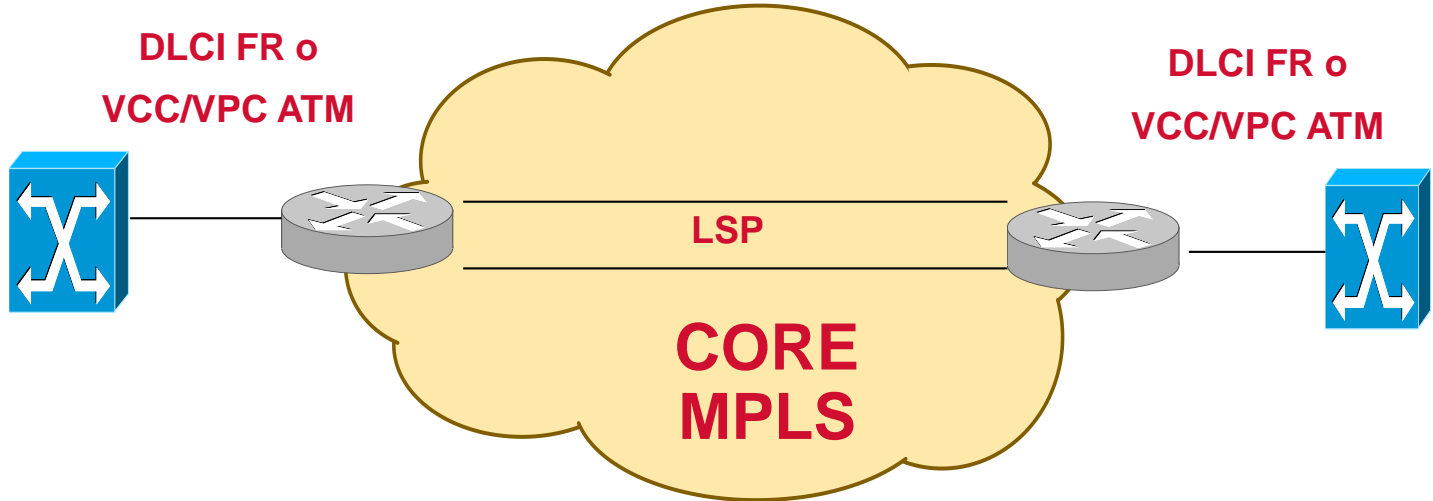 DLCI FR o
VCC/VPC ATM
DLCI FR o
VCC/VPC ATM
LSP
CORE
MPLS